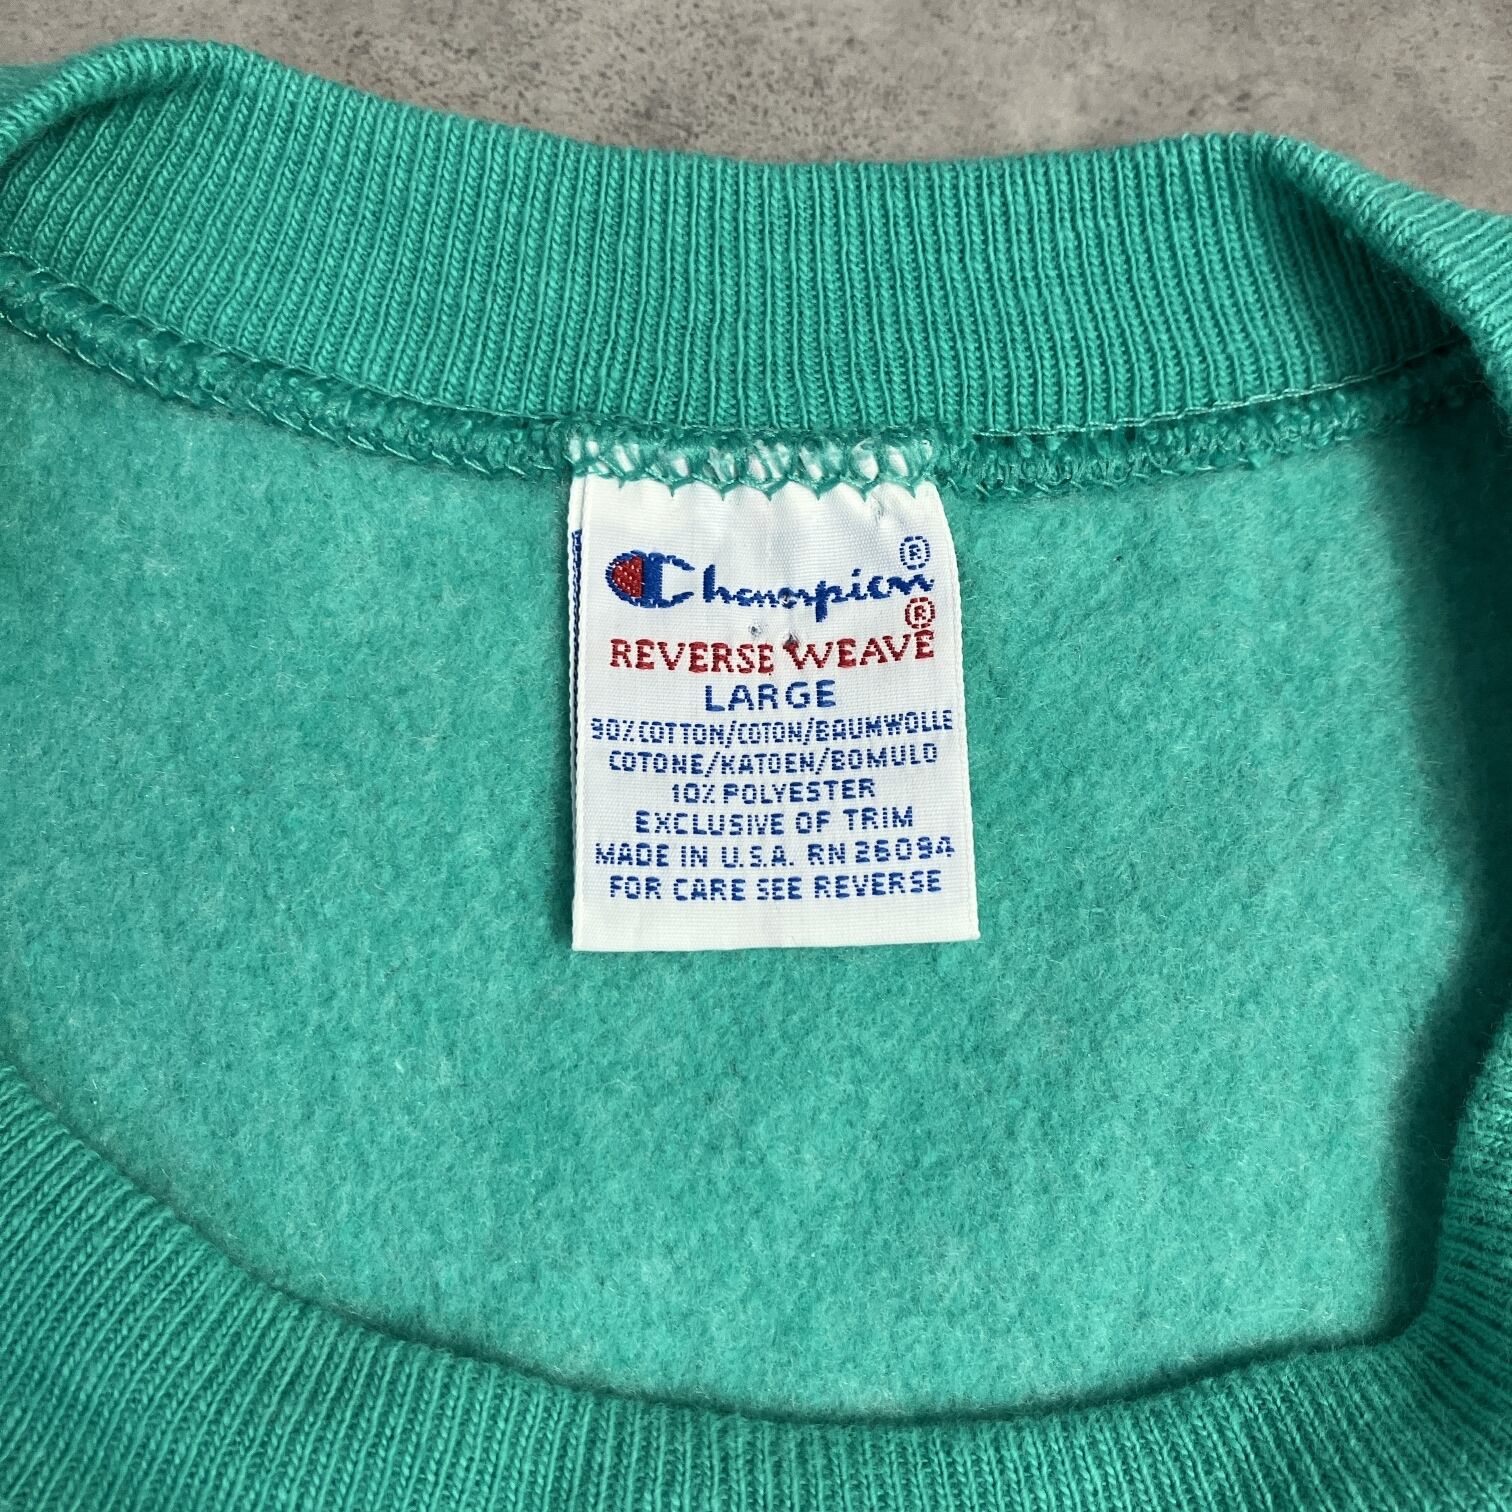 Champion®
REVERSE WEAVE®
LARGE
90% COTTON/COTON/BAUMWOLLE
COTONE/KATOEN/BOMULD
10% POLYESTER
EXCLUSIVE OF TRIM
MADE IN U.S.A. RN 26094
FOR CARE SEE REVERSE